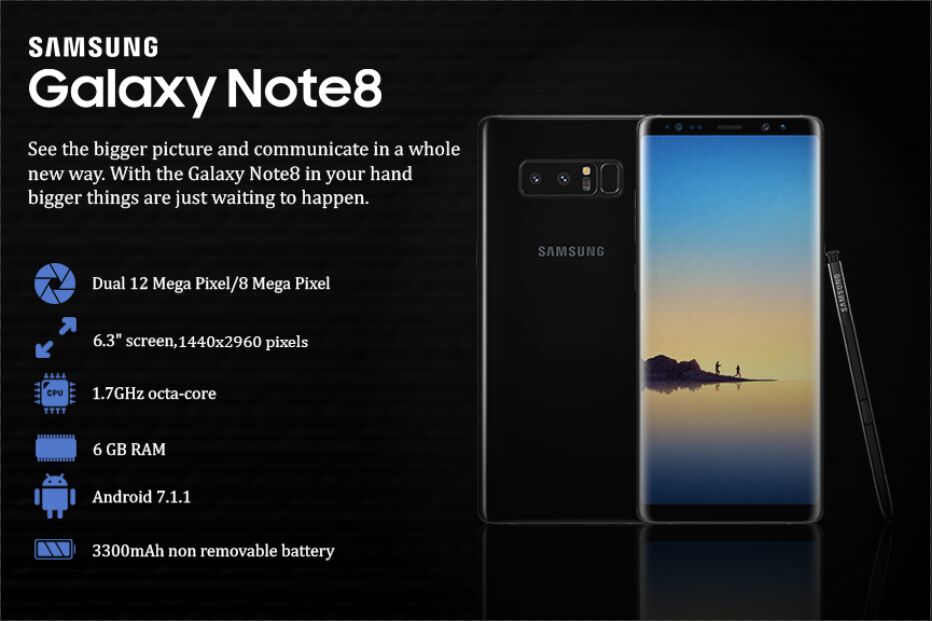 SAMSUNG
Galaxy Note8
See the bigger picture and communicate in a whole
new way. With the Galaxy Note8 in your hand
bigger things are just waiting to happen.
Dual 12 Mega Pixel/8 Mega Pixel
6.3" screen,1440x2960 pixels
CPU
1.7GHz octa-core
6 GB RAM
Android 7.1.1
3300mAh non removable battery
SAMSUNG
SAMSUNG